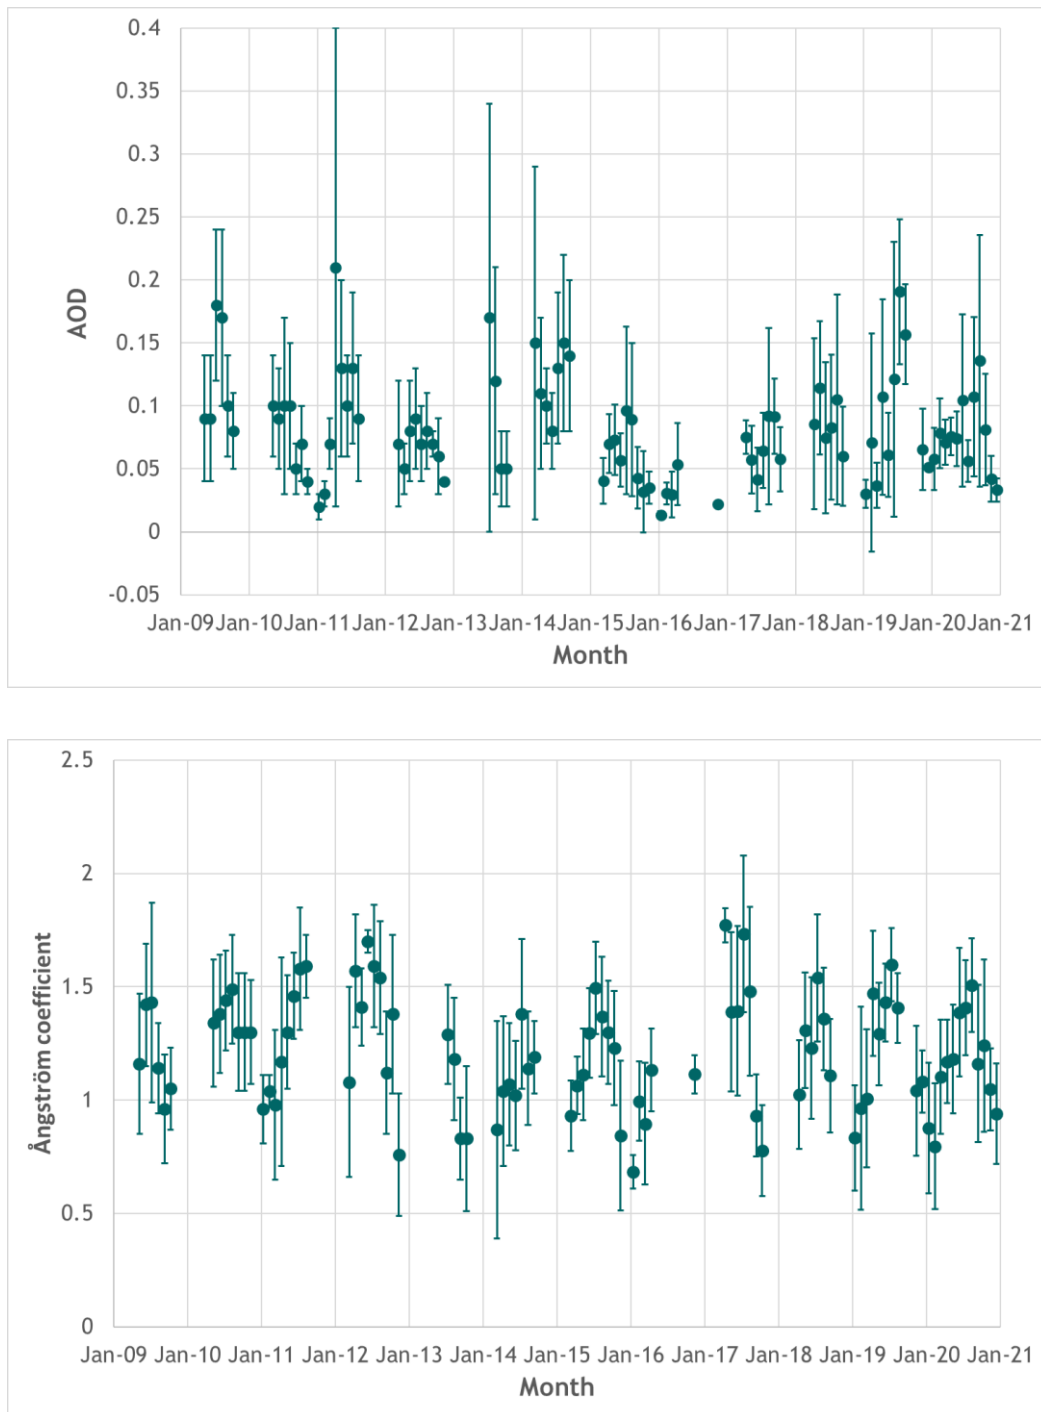 0.4
0.35
0.3
0.25
0.2
0.15
0.1
0.05
0
-0.05
AOD
Jan-09 Jan-10 Jan-11 Jan-12 Jan-13 Jan-14 Jan-15 Jan-16 Jan-17 Jan-18 Jan-19 Jan-20 Jan-21
Month
2.5
2
1.5
1
0.5
0
Ångström coefficient
Jan-09 Jan-10 Jan-11 Jan-12 Jan-13 Jan-14 Jan-15 Jan-16 Jan-17 Jan-18 Jan-19 Jan-20 Jan-21
Month